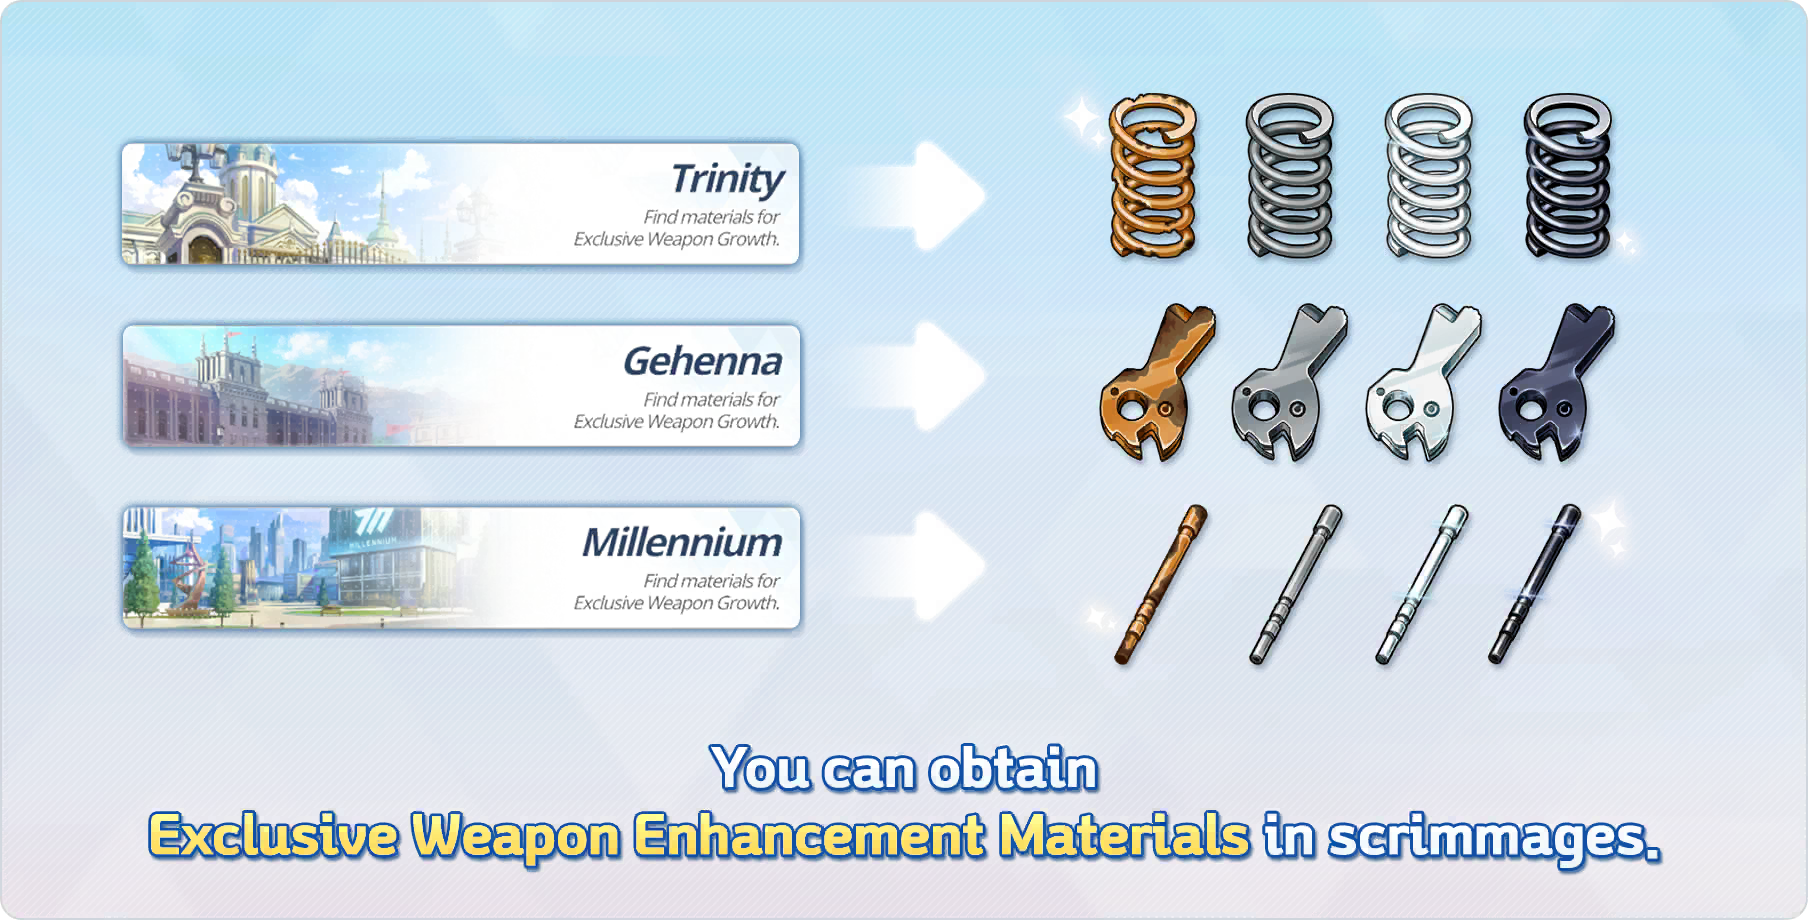 Trinity
Find materials for
Exclusive Weapon Growth.
Gehenna
Find materials for
Exclusive Weapon Growth.
MILLENNIUM
Millennium
Find materials for
Exclusive Weapon Growth.
You can obtain
Exclusive Weapon Enhancement Materials in scrimmages.